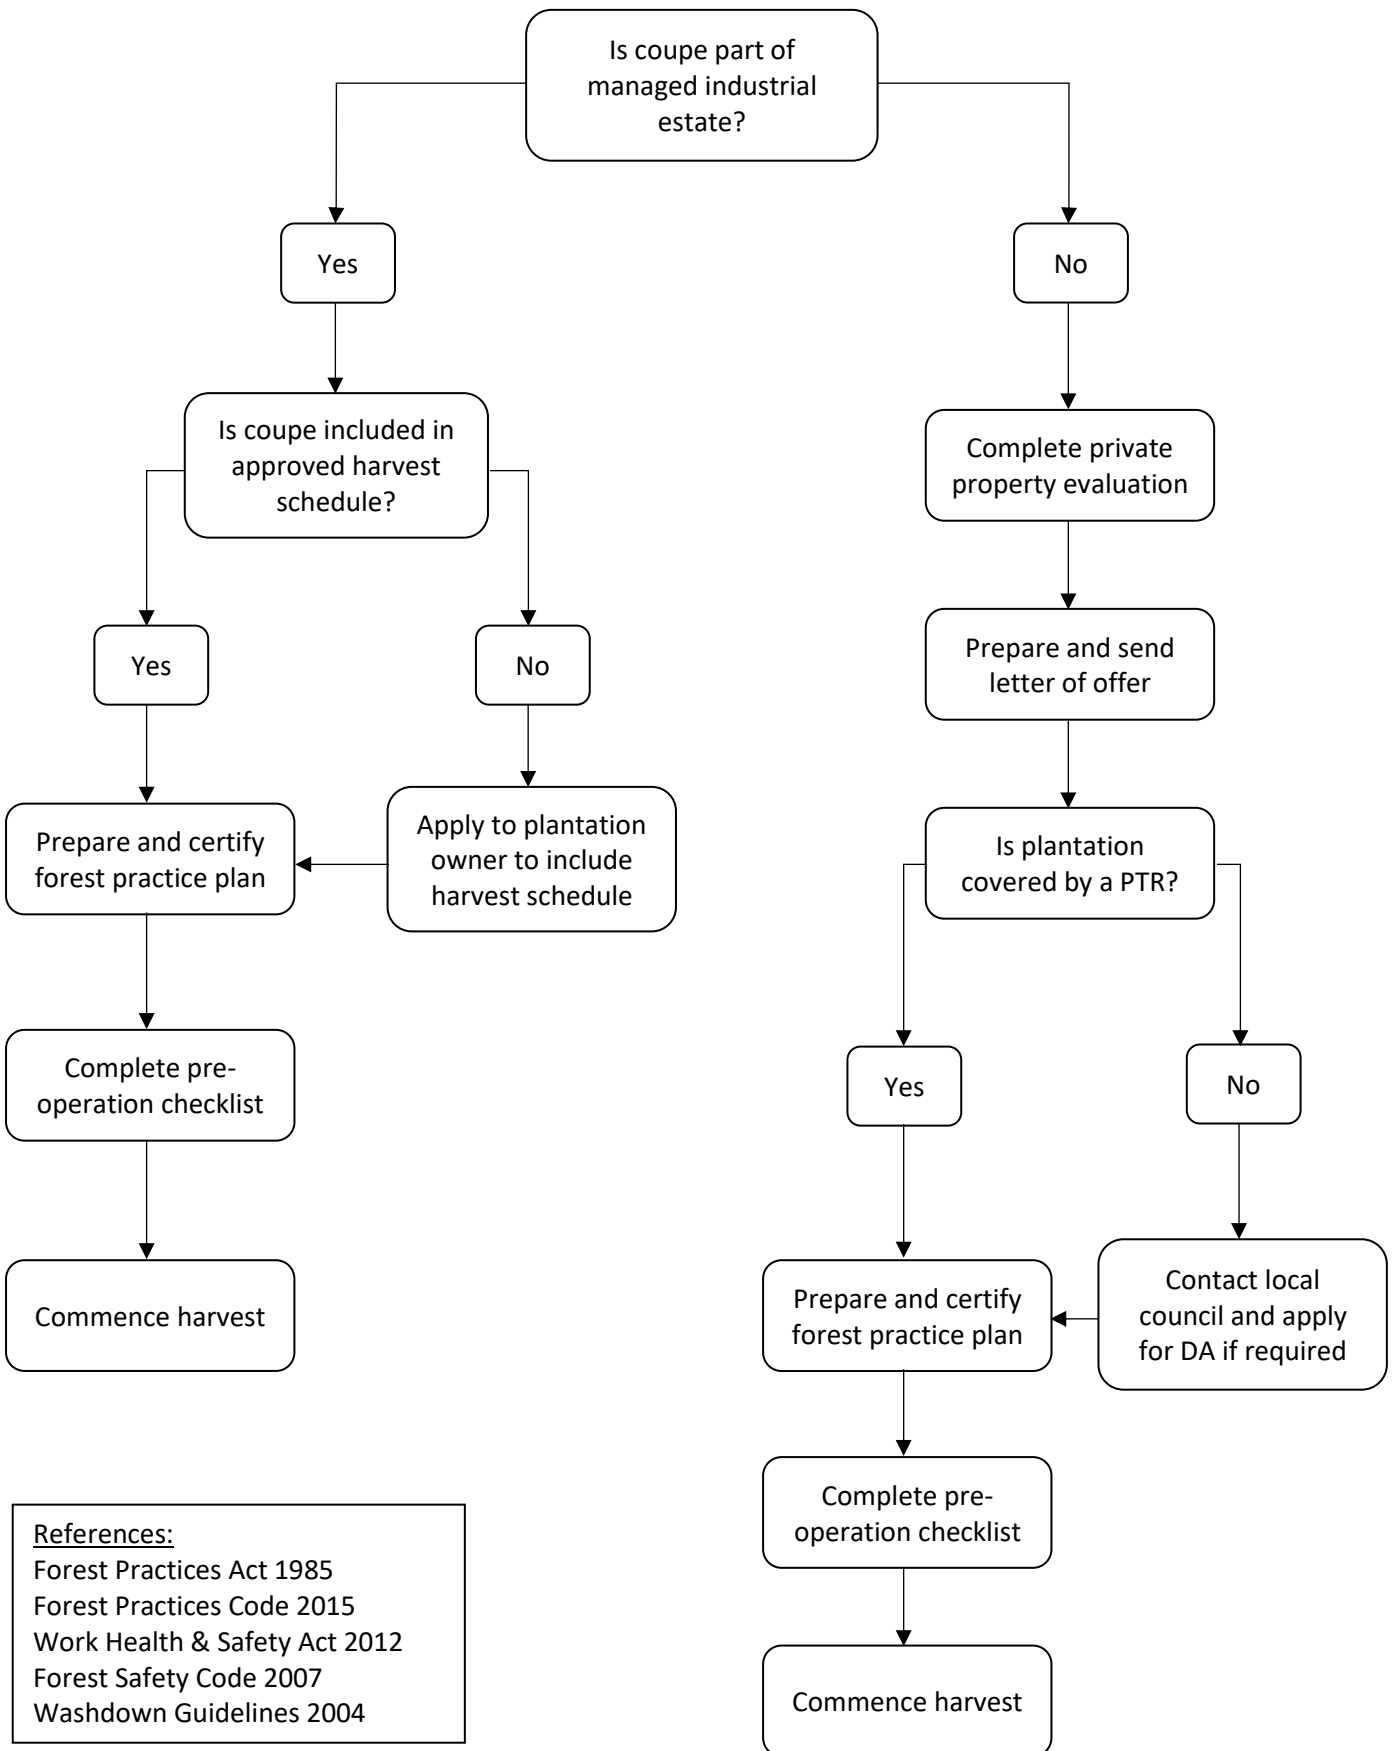 Is coupe part of
managed industrial
estate?
Yes
No
Is coupe included in
approved harvest
schedule?
Complete private
property evaluation
Yes
No
Prepare and send
letter of offer
Prepare and certify
forest practice plan
Apply to plantation
owner to include
harvest schedule
Is plantation
covered by a PTR?
Complete pre-
operation checklist
Yes
No
Commence harvest
Prepare and certify
forest practice plan
Contact local
council and apply
for DA if required
Complete pre-
operation checklist
Commence harvest
References:
Forest Practices Act 1985
Forest Practices Code 2015
Work Health & Safety Act 2012
Forest Safety Code 2007
Washdown Guidelines 2004